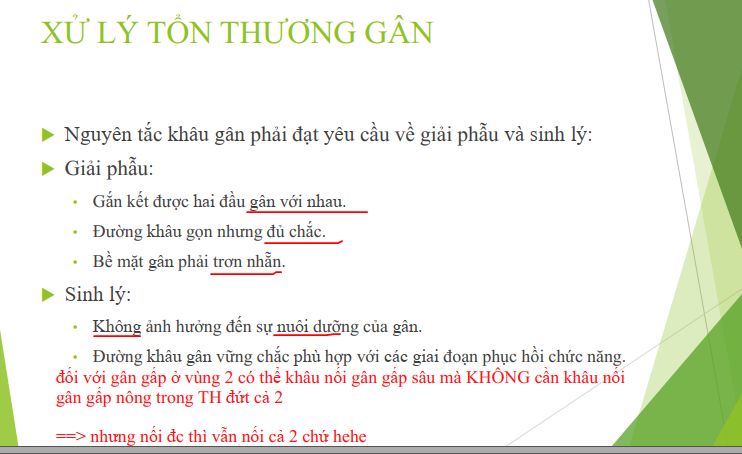 XỬ LÝ TỔN THƯƠNG GÂN
Nguyên tắc khâu gân phải đạt yêu cầu về giải phẫu và sinh lý:
Giải phẫu:
Gắn kết được hai đầu gân với nhau.
Đường khâu gọn nhưng đủ chắc.
Bề mặt gân phải trơn nhẵn.
Sinh lý:
Không ảnh hưởng đến sự nuôi dưỡng của gân.
Đường khâu gân vững chắc phù hợp với các giai đoạn phục hồi chức năng.
đối với gân gấp ở vùng 2 có thể khâu nối gân gấp sâu mà KHÔNG cần khâu nối
gân gấp nông trong TH đứt cả 2
==> nhưng nối đc thì vẫn nối cả 2 chứ hehe